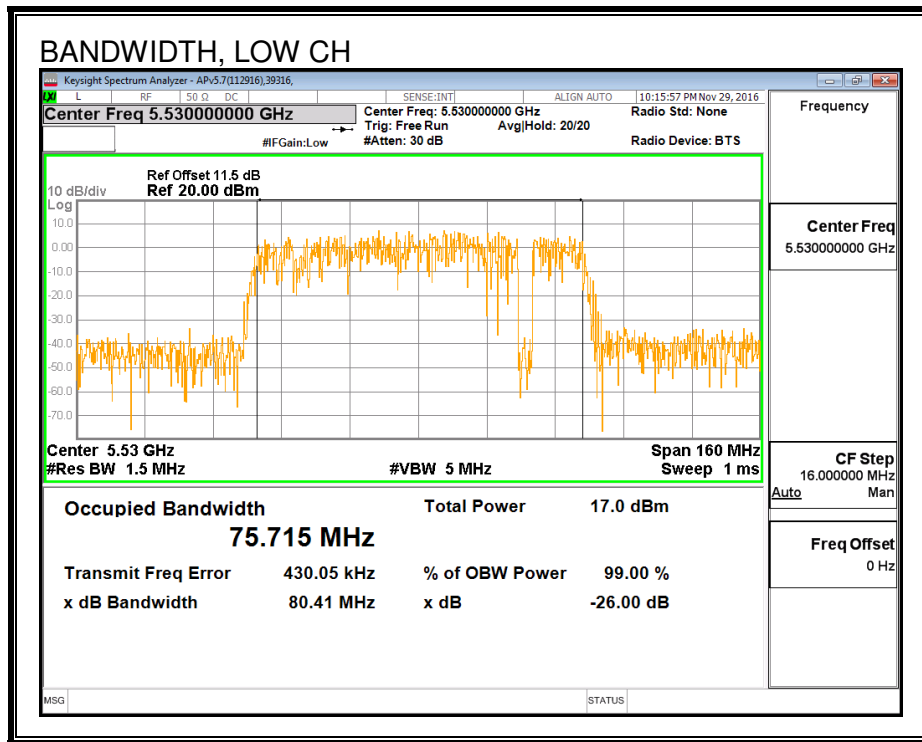 BANDWIDTH, LOW CH
Keysight Spectrum Analyzer - APv5.7(112916),39316,
LXI L RF 50 Ω DC SENSE:INT ALIGN AUTO 10:15:57 PM Nov 29, 2016
Center Freq 5.530000000 GHz
Center Freq: 5.530000000 GHz
Radio Std: None
Trig: Free Run Avg|Hold: 20/20
#IFGain:Low
#Atten: 30 dB
Radio Device: BTS
Ref Offset 11.5 dB
10 dB/div Ref 20.00 dBm
Log
10.0
0.00
-10.0
-20.0
-30.0
-40.0
-50.0
-60.0
-70.0
Center 5.53 GHz Span 160 MHz
#Res BW 1.5 MHz #VBW 5 MHz Sweep 1 ms
Occupied Bandwidth Total Power 17.0 dBm
75.715 MHz
Transmit Freq Error 430.05 kHz % of OBW Power 99.00 %
x dB Bandwidth 80.41 MHz x dB -26.00 dB
MSG STATUS
Frequency
Center Freq
5.530000000 GHz
CF Step
16.000000 MHz
Auto Man
Freq Offset
0 Hz